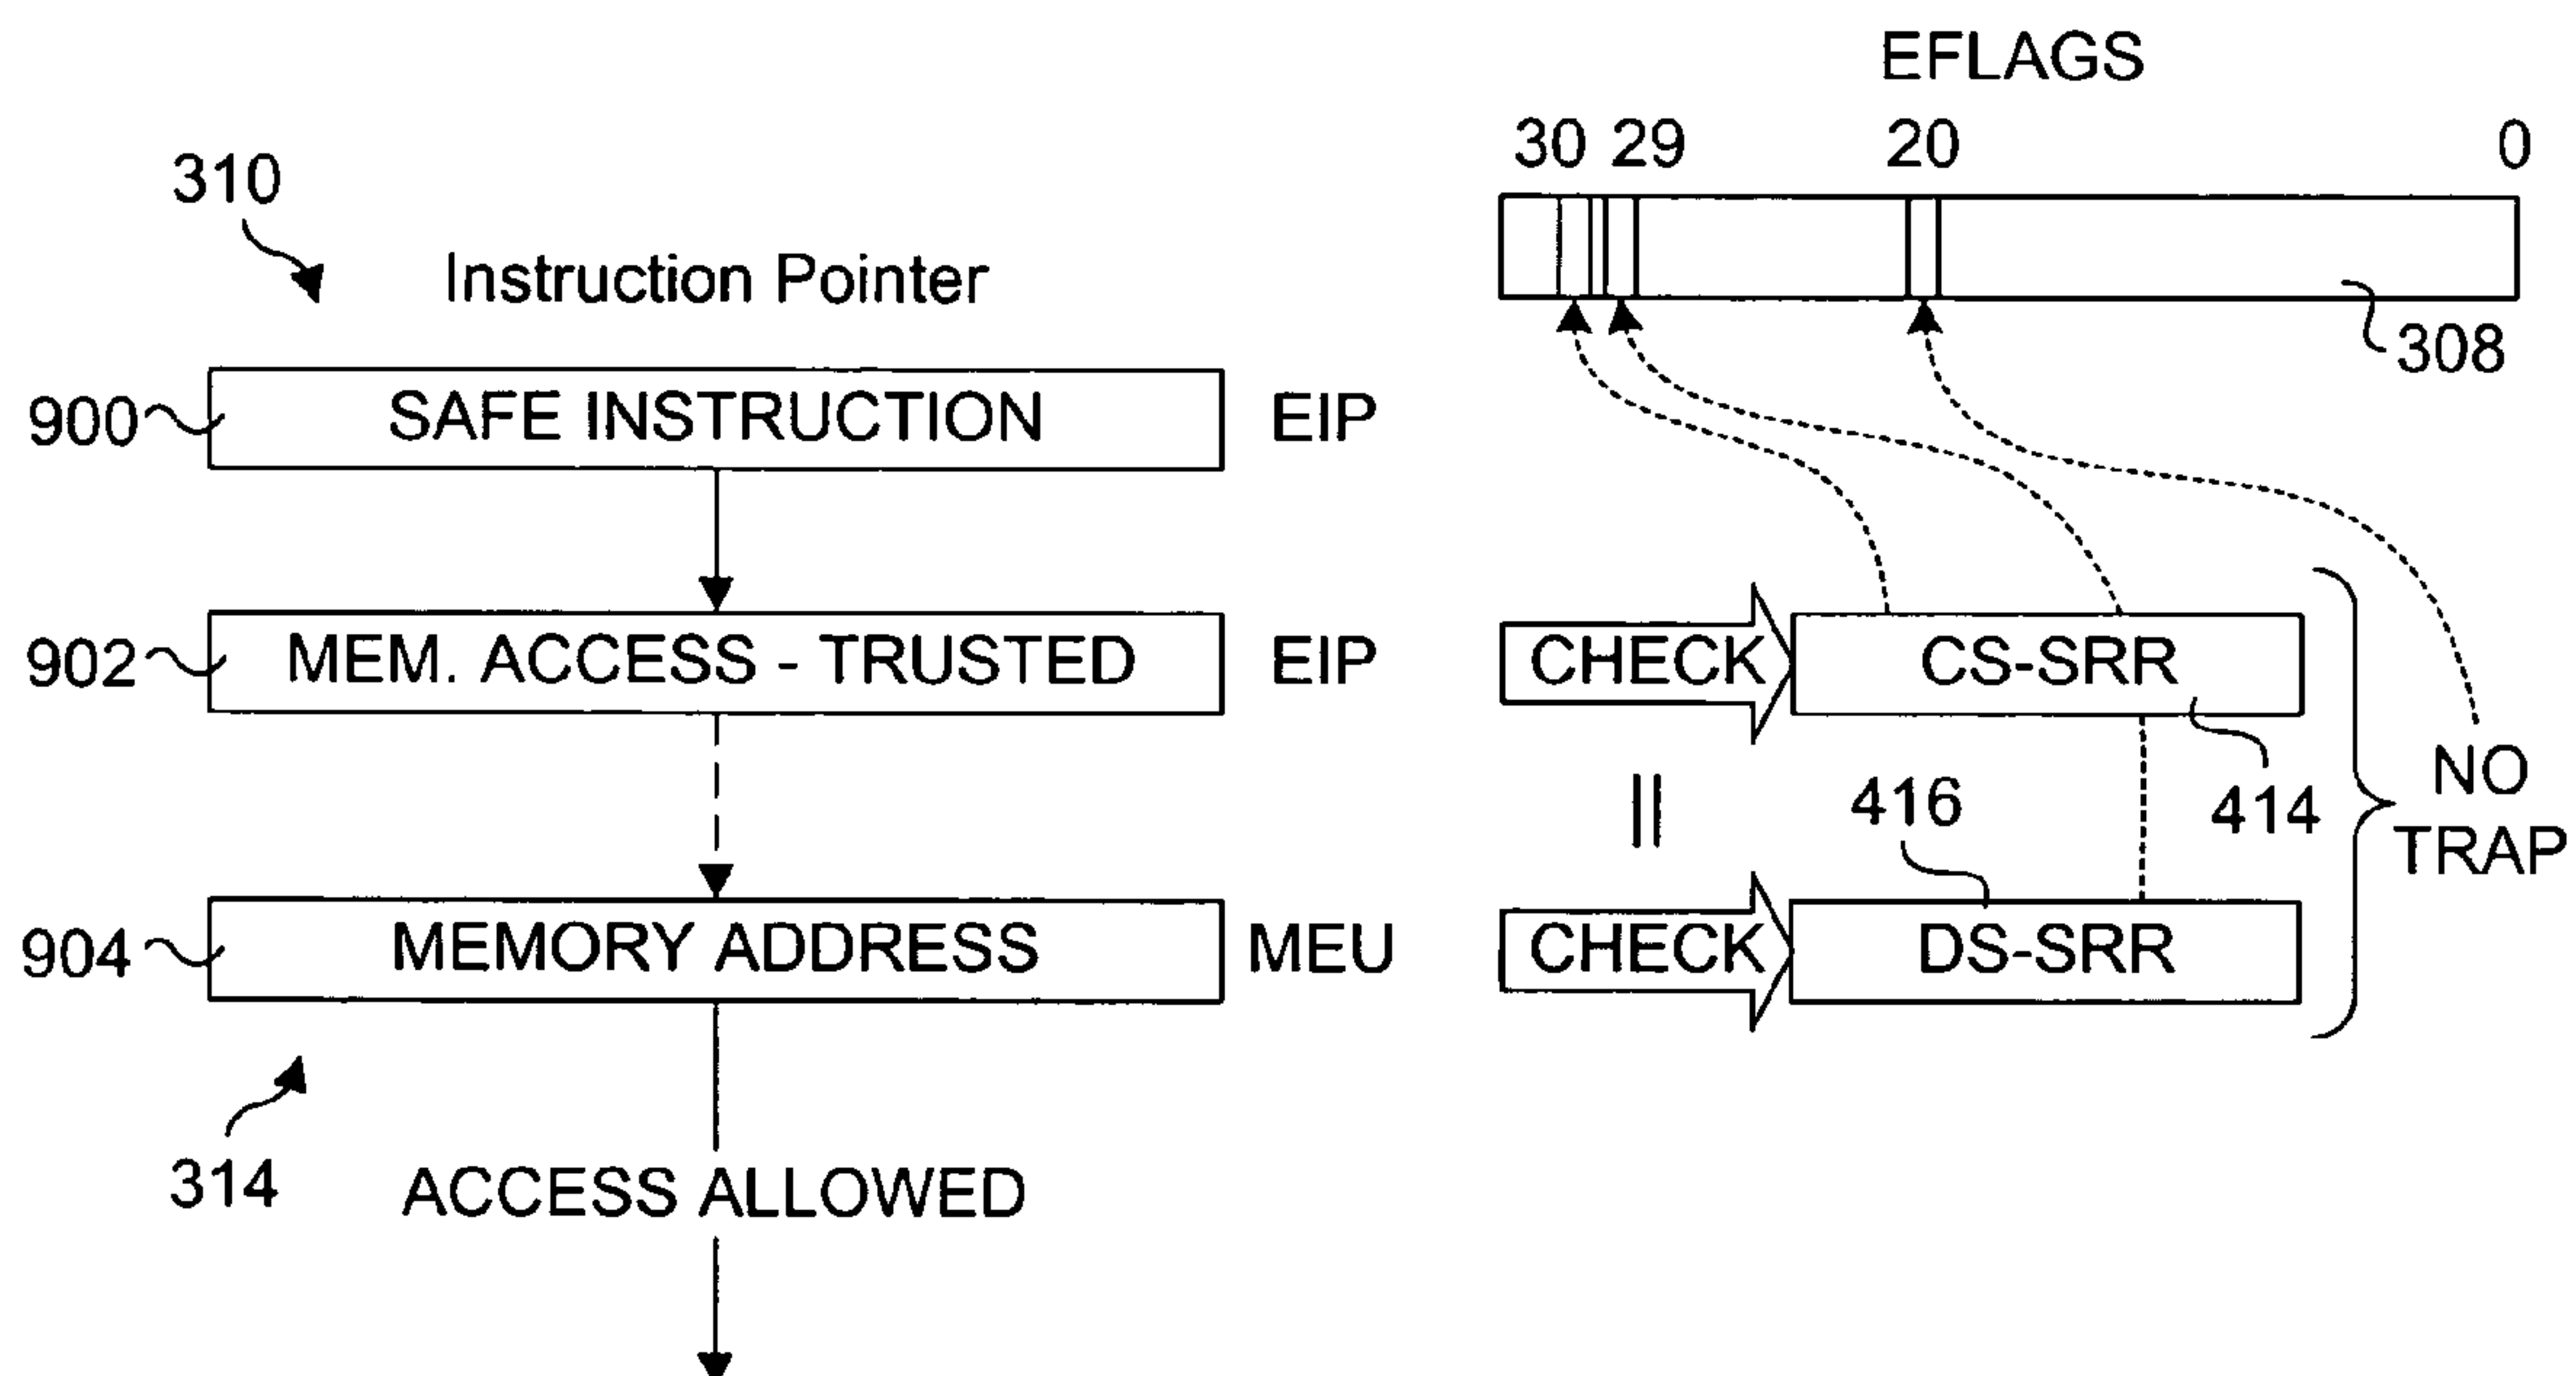 EFLAGS
30 29 20 0
310
Instruction Pointer
308
900 SAFE INSTRUCTION EIP
902 MEM. ACCESS - TRUSTED EIP CHECK CS-SRR
414
416
||
NO
TRAP
904 MEMORY ADDRESS MEU CHECK DS-SRR
314
ACCESS ALLOWED